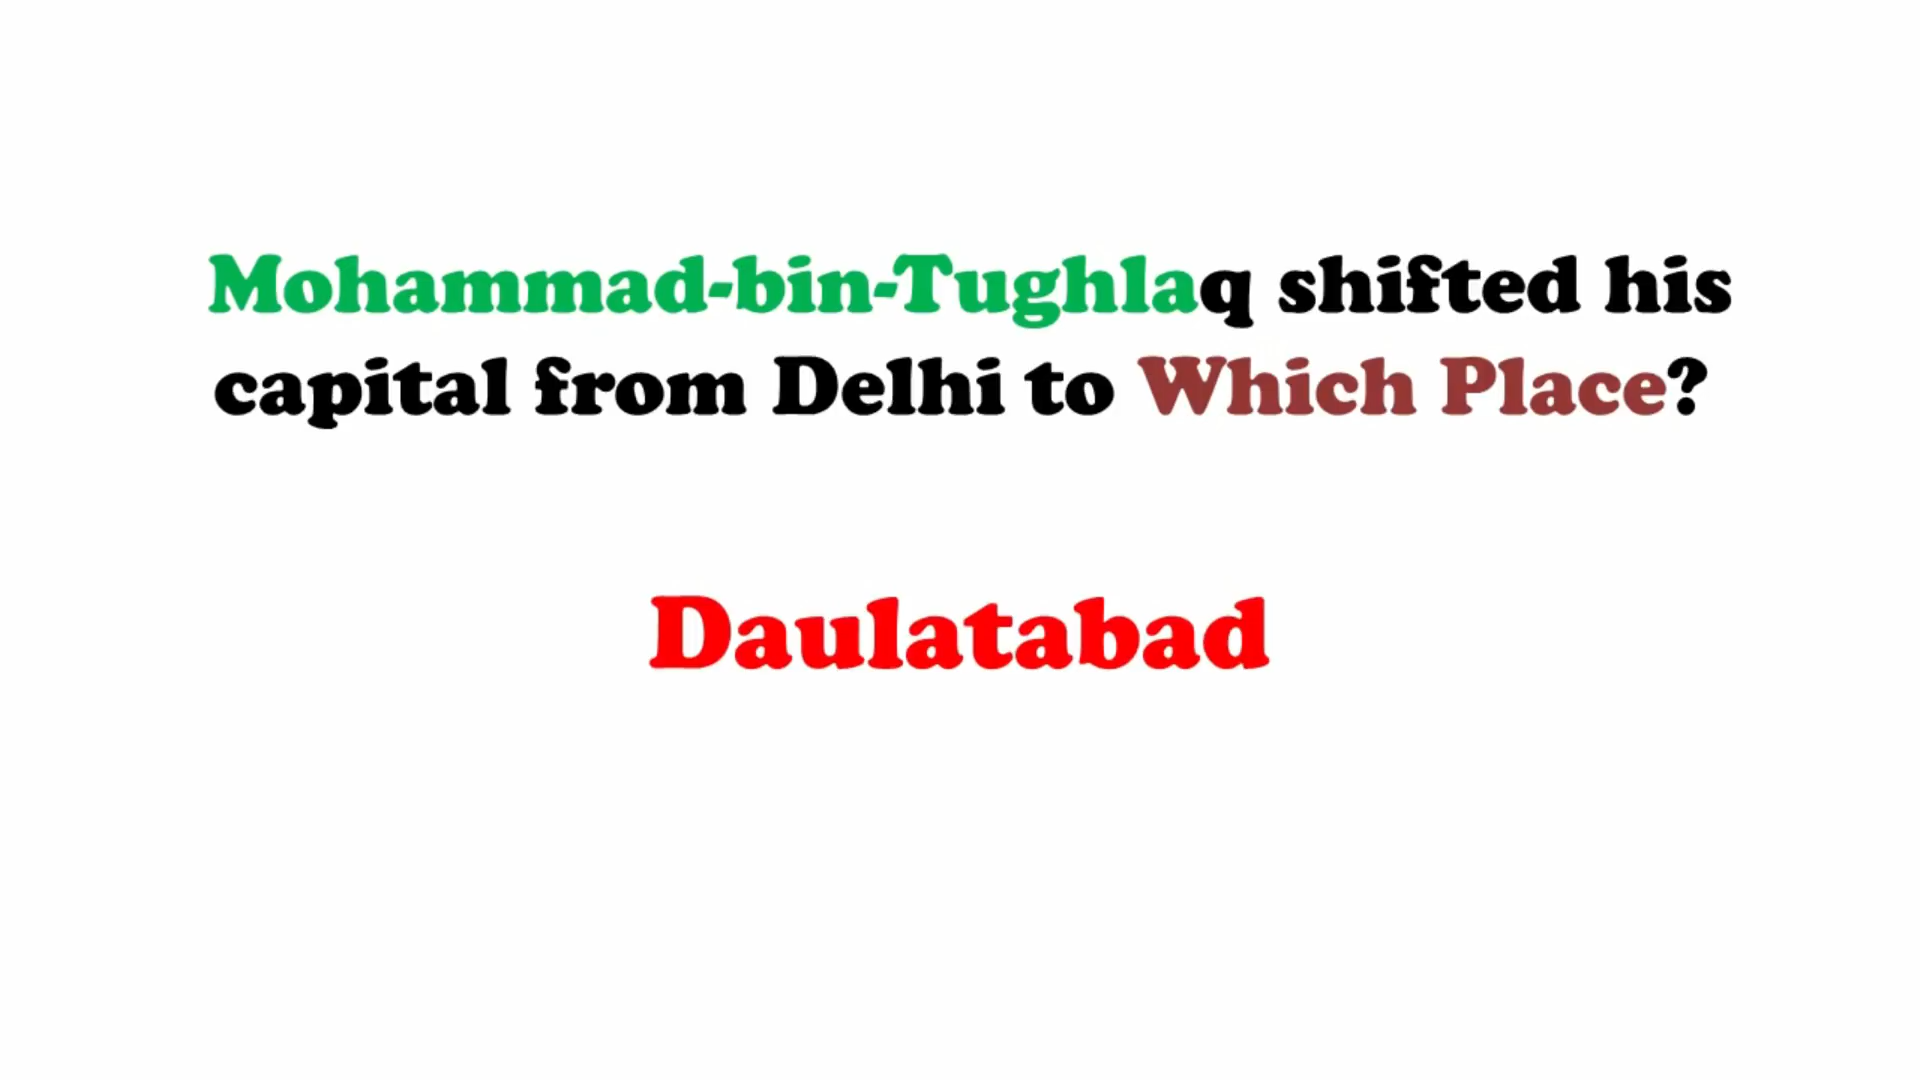 Mohammad-bin-Tughlaq shifted his
capital from Delhi to Which Place?
Daulatabad